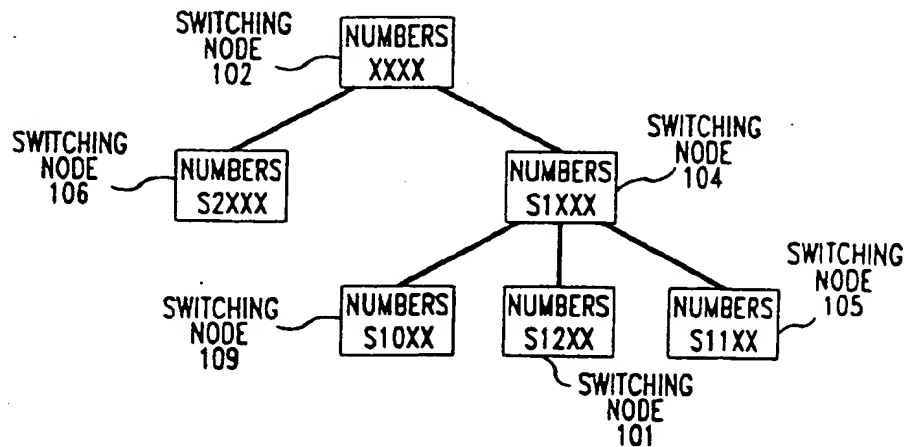 SWITCHING
NODE
102
NUMBERS
XXXX
SWITCHING
NODE
106
NUMBERS
S2XXX
NUMBERS
S1XXX
SWITCHING
NODE
104
SWITCHING
NODE
109
NUMBERS
S10XX
NUMBERS
S12XX
NUMBERS
S11XX
SWITCHING
NODE
105
SWITCHING
NODE
101